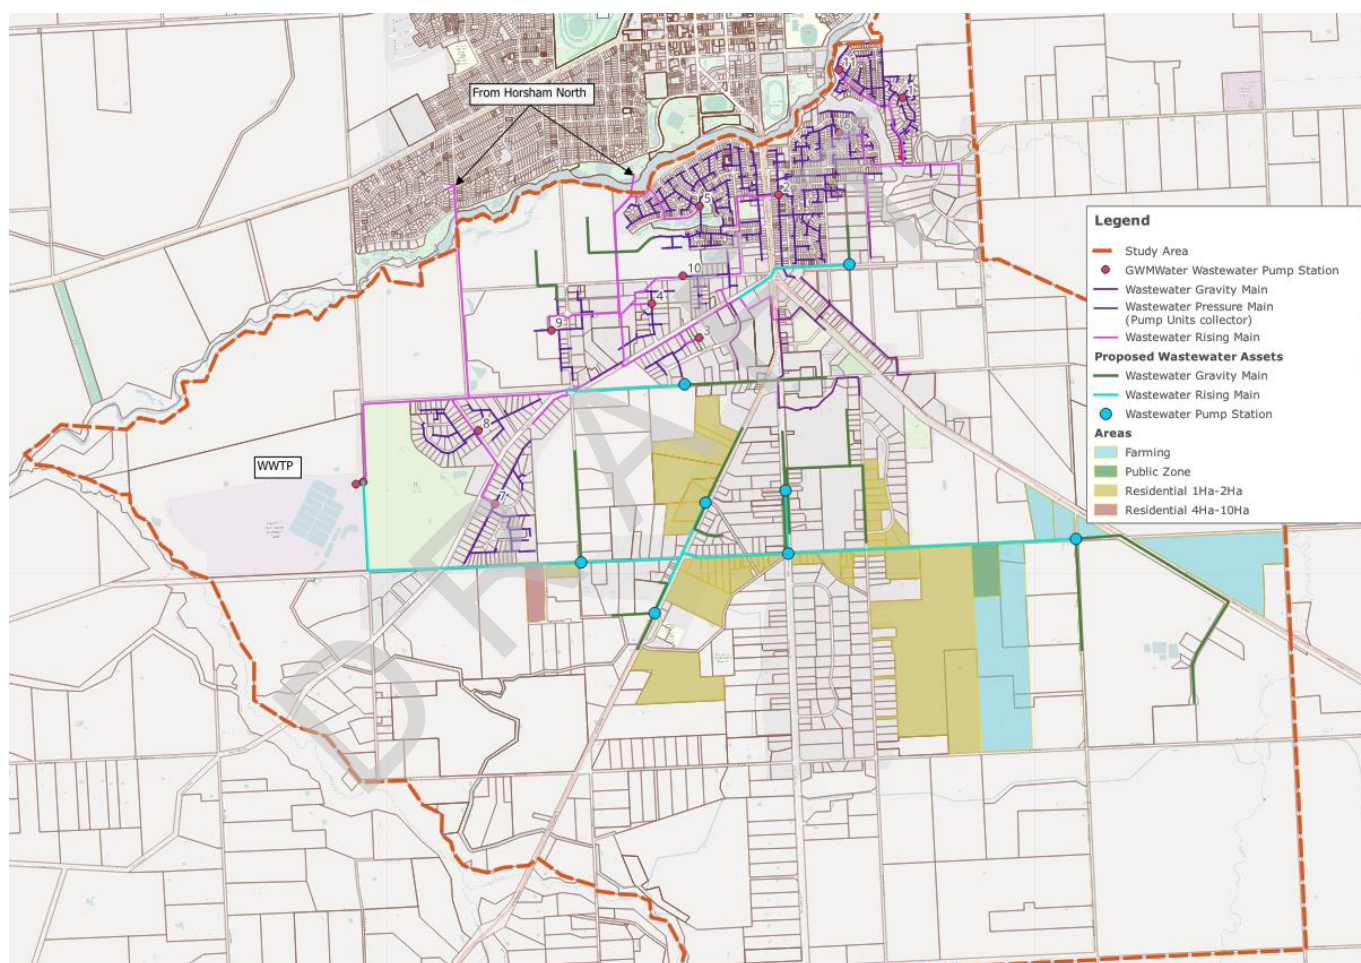 From Horsham North
11
1
6
5
2
10
4
9
3
8
7
WWTP
DRAFT
Legend
Study Area
GWMWater Wastewater Pump Station
Wastewater Gravity Main
Wastewater Pressure Main
(Pump Units collector)
Wastewater Rising Main
Proposed Wastewater Assets
Wastewater Gravity Main
Wastewater Rising Main
Wastewater Pump Station
Areas
Farming
Public Zone
Residential 1Ha-2Ha
Residential 4Ha-10Ha